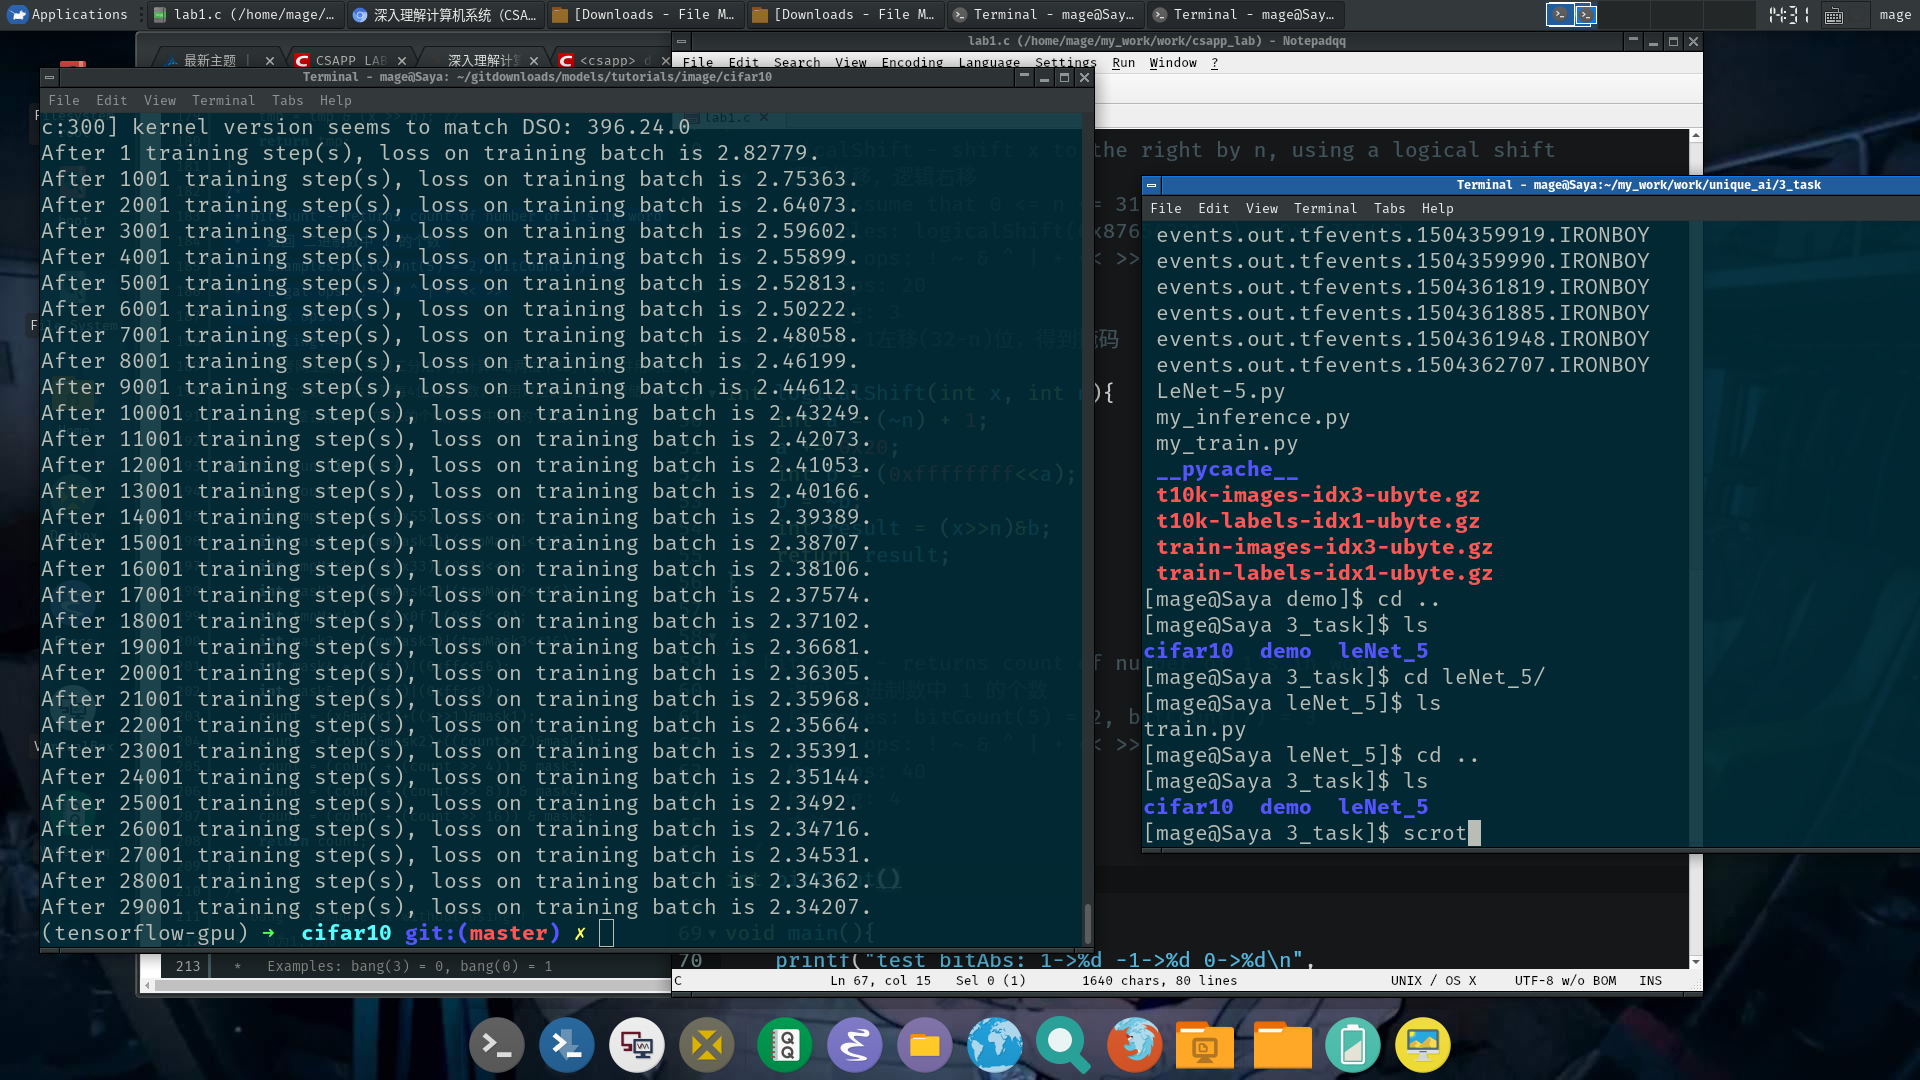 Applications
lab1.c (/home/mage/...
深入理解计算机系统（CSA...
[Downloads - File M...
[Downloads - File M...
Terminal - mage@Say...
Terminal - mage@Say...
14:31
mage
最新主题
CSAPP LAB
深入理解计
<csapp> d
lab1.c (/home/mage/my_work/work/csapp_lab) - Notepadqq
File Edit Search View Encoding Language Settings Run Window ?
Terminal - mage@Saya: ~/gitdownloads/models/tutorials/image/cifar10
File Edit View Terminal Tabs Help
c:300] kernel version seems to match DSO: 396.24.0
After 1 training step(s), loss on training batch is 2.82779.
After 1001 training step(s), loss on training batch is 2.75363.
After 2001 training step(s), loss on training batch is 2.64073.
After 3001 training step(s), loss on training batch is 2.59602.
After 4001 training step(s), loss on training batch is 2.55899.
After 5001 training step(s), loss on training batch is 2.52813.
After 6001 training step(s), loss on training batch is 2.50222.
After 7001 training step(s), loss on training batch is 2.48058.
After 8001 training step(s), loss on training batch is 2.46199.
After 9001 training step(s), loss on training batch is 2.44612.
After 10001 training step(s), loss on training batch is 2.43249.
After 11001 training step(s), loss on training batch is 2.42073.
After 12001 training step(s), loss on training batch is 2.41053.
After 13001 training step(s), loss on training batch is 2.40166.
After 14001 training step(s), loss on training batch is 2.39389.
After 15001 training step(s), loss on training batch is 2.38707.
After 16001 training step(s), loss on training batch is 2.38106.
After 17001 training step(s), loss on training batch is 2.37574.
After 18001 training step(s), loss on training batch is 2.37102.
After 19001 training step(s), loss on training batch is 2.36681.
After 20001 training step(s), loss on training batch is 2.36305.
After 21001 training step(s), loss on training batch is 2.35968.
After 22001 training step(s), loss on training batch is 2.35664.
After 23001 training step(s), loss on training batch is 2.35391.
After 24001 training step(s), loss on training batch is 2.35144.
After 25001 training step(s), loss on training batch is 2.3492.
After 26001 training step(s), loss on training batch is 2.34716.
After 27001 training step(s), loss on training batch is 2.34531.
After 28001 training step(s), loss on training batch is 2.34362.
After 29001 training step(s), loss on training batch is 2.34207.
(tensorflow-gpu) ➜ cifar10 git:(master) ✗
213 * Examples: bang(3) = 0, bang(0) = 1
lab1.c
the right by n, using a logical shift
int logicalShift(int x, int n){
int a = (~n) + 1;
int b = (0xffffffff<<a);
int result = (x>>n)&b;
return result;
69 void main(){
70 printf("test bitAbs: 1->%d -1->%d 0->%d\n",
C Ln 67, col 15 Sel 0 (1) 1640 chars, 80 lines UNIX / OS X UTF-8 w/o BOM INS
Terminal - mage@Saya:~/my_work/work/unique_ai/3_task
File Edit View Terminal Tabs Help
events.out.tfevents.1504359919.IRONBOY
events.out.tfevents.1504359990.IRONBOY
events.out.tfevents.1504361819.IRONBOY
events.out.tfevents.1504361885.IRONBOY
events.out.tfevents.1504361948.IRONBOY
events.out.tfevents.1504362707.IRONBOY
LeNet-5.py
my_inference.py
my_train.py
__pycache__
t10k-images-idx3-ubyte.gz
t10k-labels-idx1-ubyte.gz
train-images-idx3-ubyte.gz
train-labels-idx1-ubyte.gz
[mage@Saya demo]$ cd ..
[mage@Saya 3_task]$ ls
cifar10 demo leNet_5
[mage@Saya 3_task]$ cd leNet_5/
[mage@Saya leNet_5]$ ls
train.py
[mage@Saya leNet_5]$ cd ..
[mage@Saya 3_task]$ ls
cifar10 demo leNet_5
[mage@Saya 3_task]$ scrot